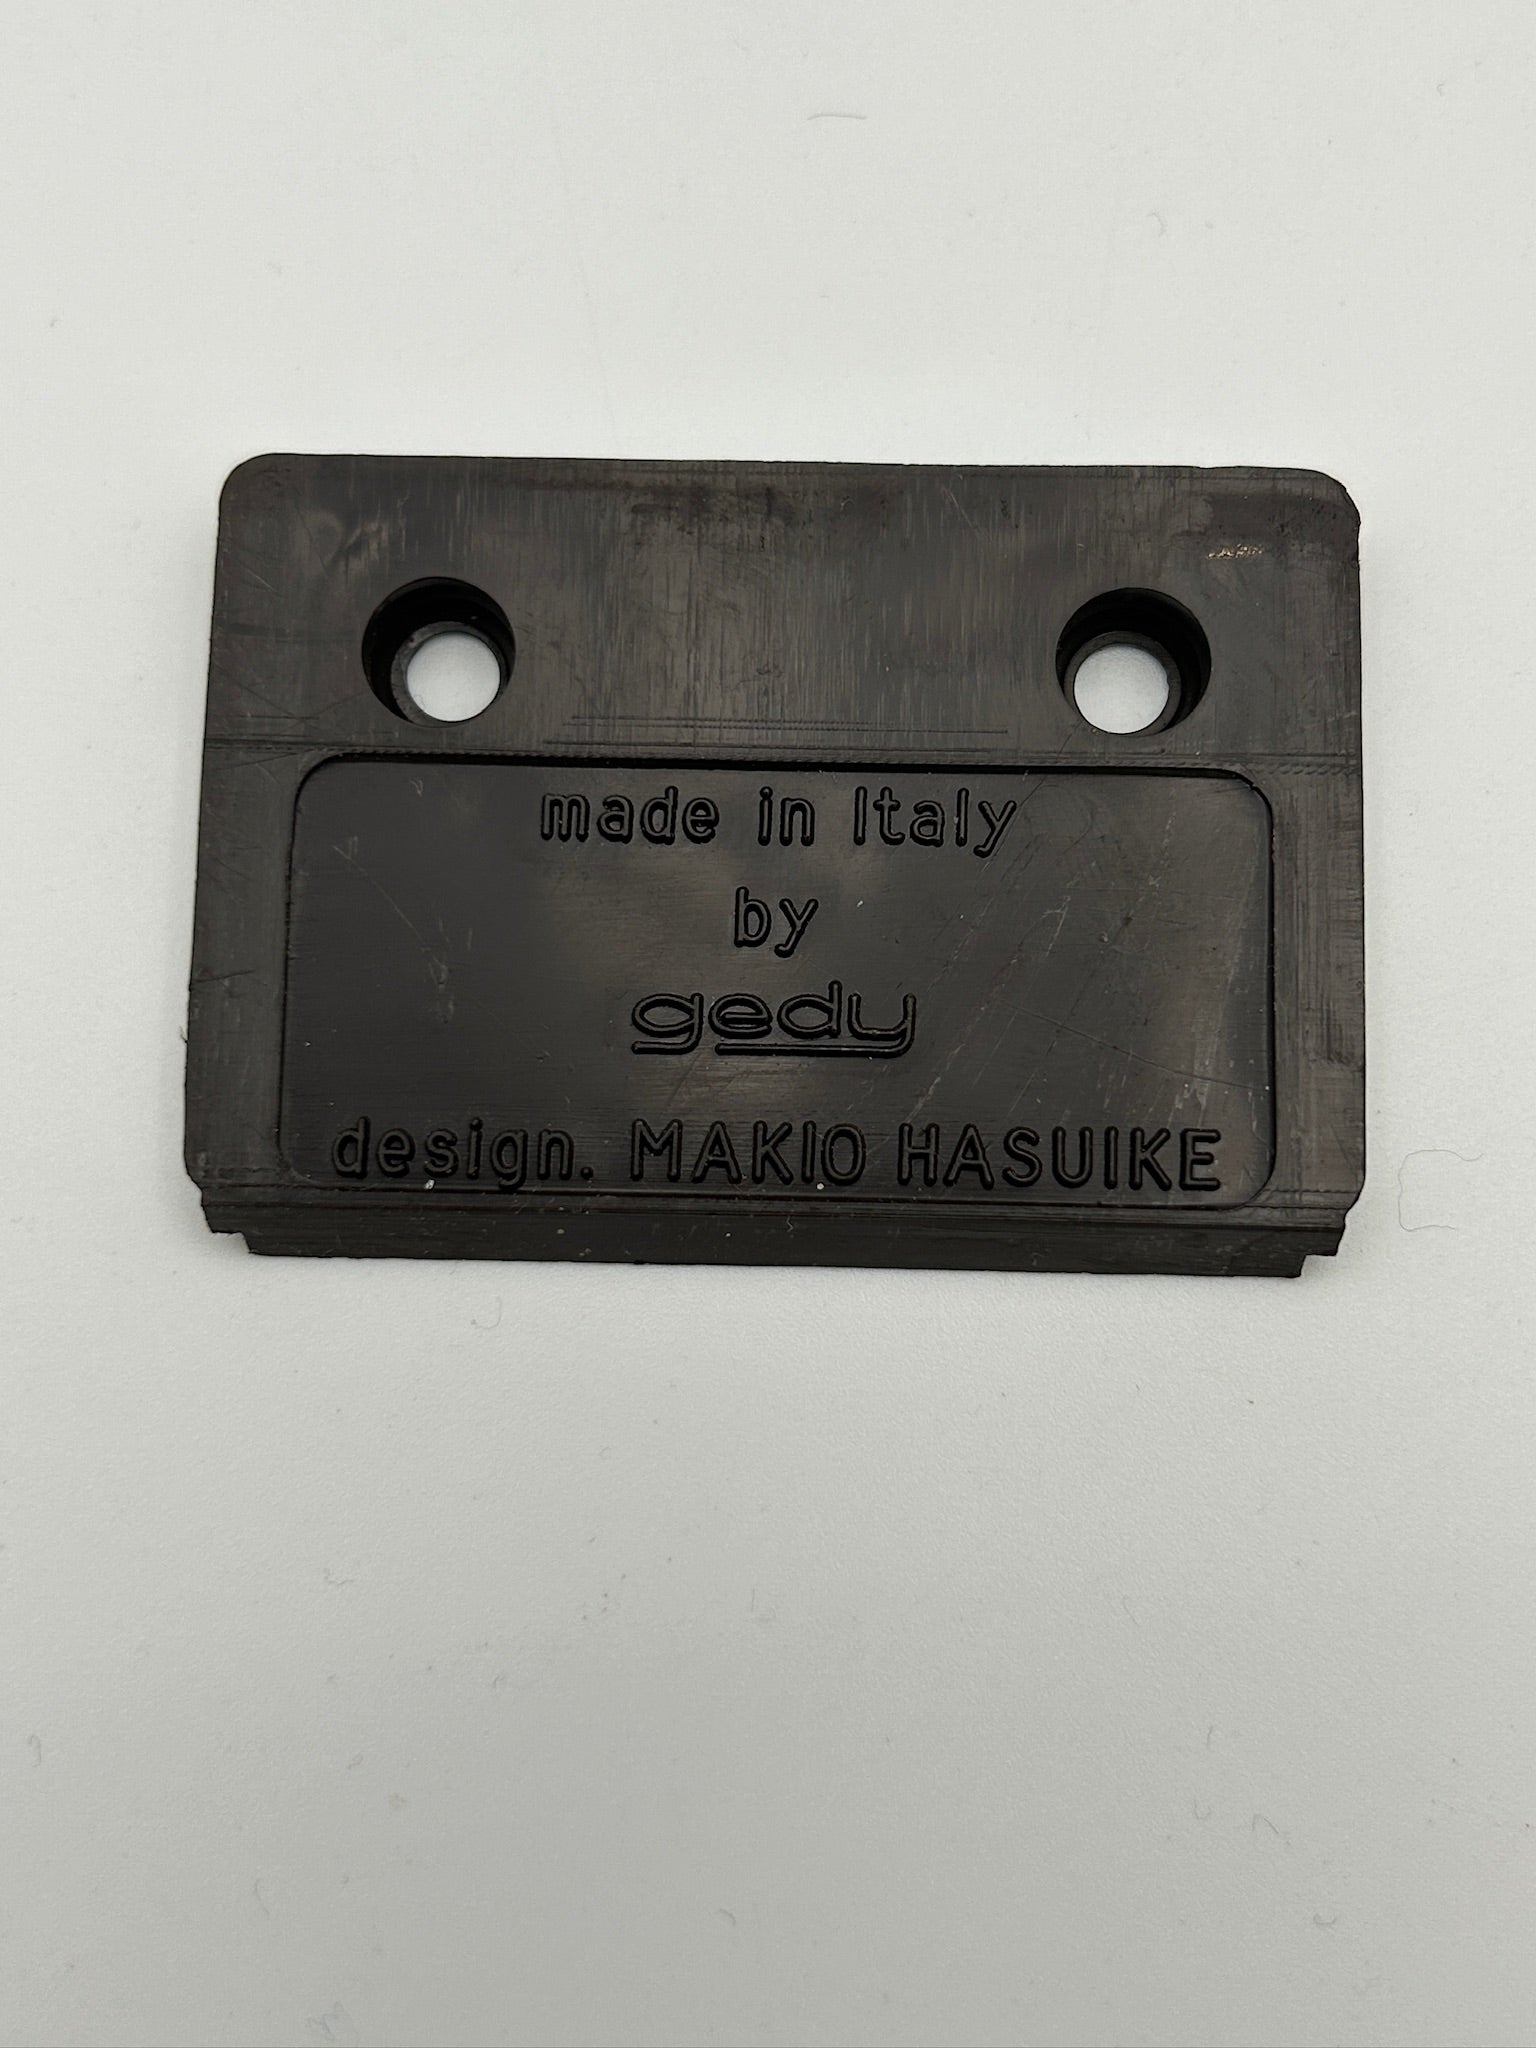 made in Italy
by
gedy
design. MAKIO HASUIKE